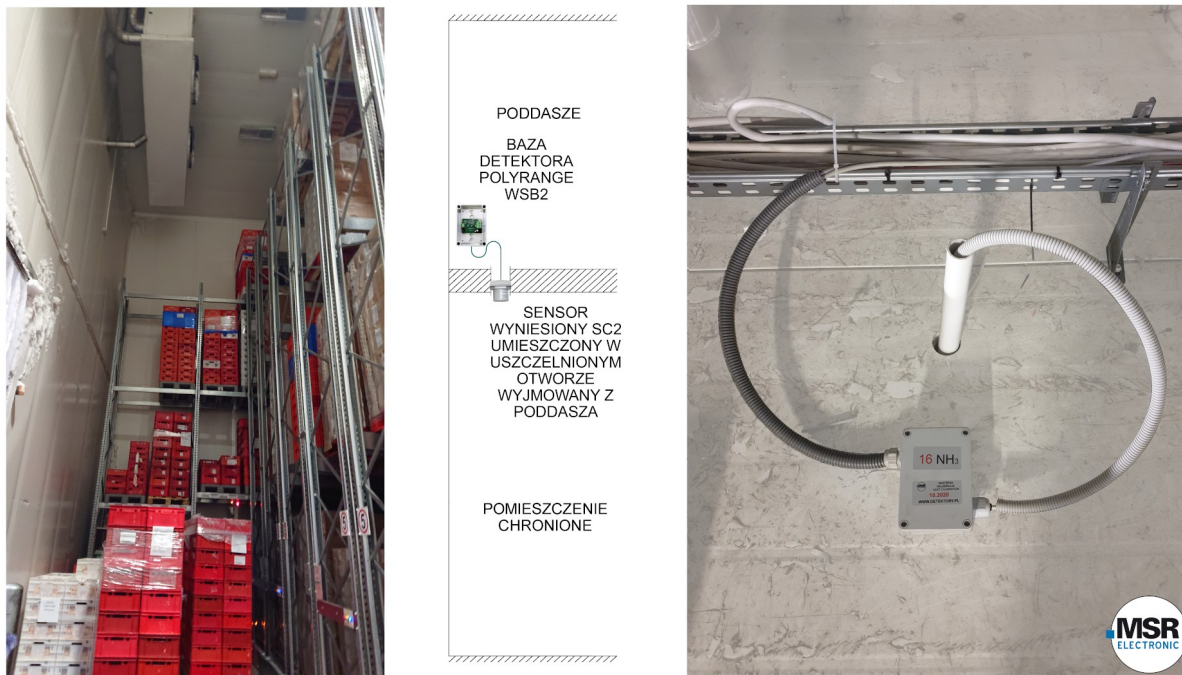 PODDASZE
BAZA
DETEKTORA
POLYRANGE
WSB2
SENSOR
WYNIESIONY SC2
UMIESZCZONY W
USZCZELNIONYM
OTWORZE
WYJMOWANY Z
PODDASZA
POMIESZCZENIE
CHRONIONE
16 NH₃
10.2020
WWW.DETEKTORY.PL
MSR
ELECTRONIC